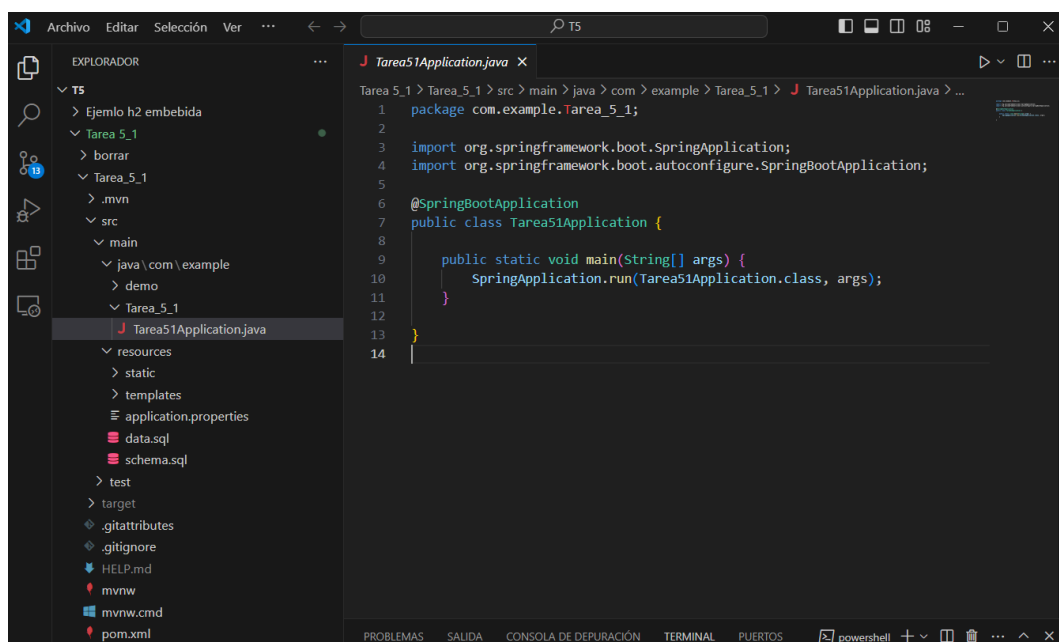 Archivo Editar Selección Ver ··· T5
EXPLORADOR ···
T5
Ejemlo h2 embebida
Tarea 5_1
borrar
Tarea_5_1
.mvn
src
main
java\com\example
demo
Tarea_5_1
J Tarea51Application.java
resources
static
templates
application.properties
data.sql
schema.sql
test
target
.gitattributes
.gitignore
HELP.md
mvnw
mvnw.cmd
pom.xml
13
J Tarea51Application.java
Tarea 5_1 > Tarea_5_1 > src > main > java > com > example > Tarea_5_1 > J Tarea51Application.java > ...
1 package com.example.Tarea_5_1;
2
3 import org.springframework.boot.SpringApplication;
4 import org.springframework.boot.autoconfigure.SpringBootApplication;
5
6 @SpringBootApplication
7 public class Tarea51Application {
8
9 public static void main(String[] args) {
10 SpringApplication.run(Tarea51Application.class, args);
11 }
12
13 }
14
PROBLEMAS SALIDA CONSOLA DE DEPURACIÓN TERMINAL PUERTOS powershell